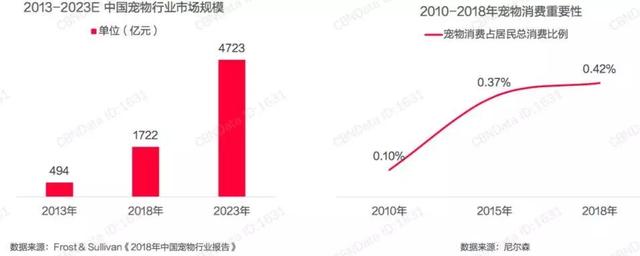 2013-2023E 中国宠物行业市场规模
单位（亿元）
4723
1722
494
2013年
2018年
2023年
数据来源：Frost & Sullivan《2018年中国宠物行业报告》
2010-2018年宠物消费重要性
宠物消费占居民总消费比例
0.42%
0.37%
0.10%
2010年
2015年
2018年
数据来源：尼尔森
CBNData ID:1631
CBNData ID:1631
CBNData ID:1631
CBNData ID:1631